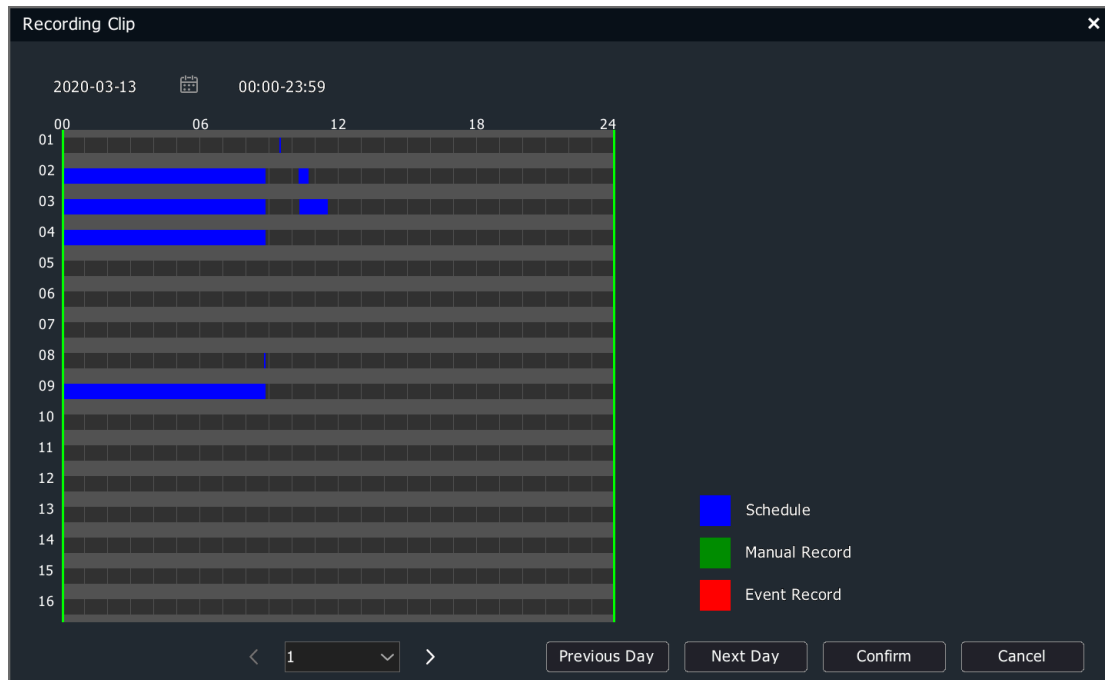 Recording Clip ×
2020-03-13 00:00-23:59
00 06 12 18 24
01
02
03
04
05
06
07
08
09
10
11
12
13
14
15
16
Schedule
Manual Record
Event Record
< 1 >
Previous Day Next Day Confirm Cancel